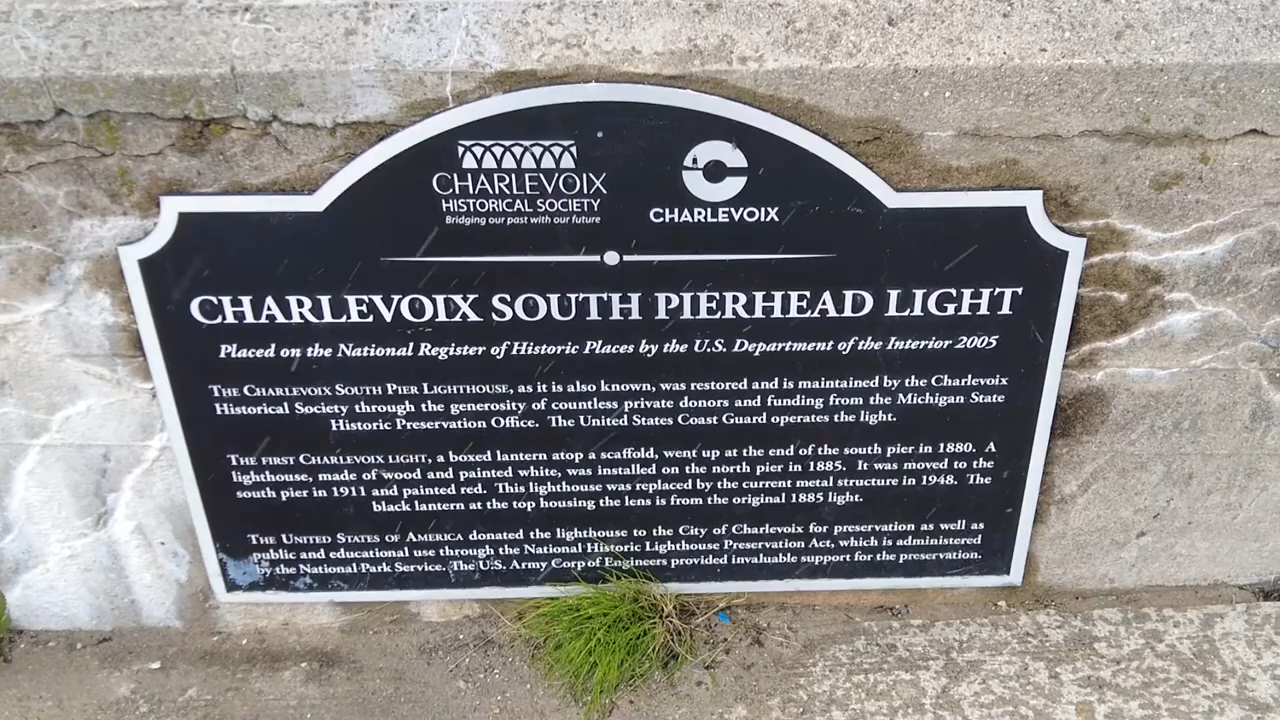 CHARLEVOIX
HISTORICAL SOCIETY
Bridging our past with our future
CHARLEVOIX
CHARLEVOIX SOUTH PIERHEAD LIGHT
Placed on the National Register of Historic Places by the U.S. Department of the Interior 2005
THE CHARLEVOIX SOUTH PIER LIGHTHOUSE, as it is also known, was restored and is maintained by the Charlevoix
Historical Society through the generosity of countless private donors and funding from the Michigan State
Historic Preservation Office. The United States Coast Guard operates the light.
THE FIRST CHARLEVOIX LIGHT, a boxed lantern atop a scaffold, went up at the end of the south pier in 1880. A
lighthouse, made of wood and painted white, was installed on the north pier in 1885. It was moved to the
south pier in 1911 and painted red. This lighthouse was replaced by the current metal structure in 1948. The
black lantern at the top housing the lens is from the original 1885 light.
THE UNITED STATES OF AMERICA donated the lighthouse to the City of Charlevoix for preservation as well as
public and educational use through the National Historic Lighthouse Preservation Act, which is administered
by the National Park Service. The U.S. Army Corp of Engineers provided invaluable support for the preservation.